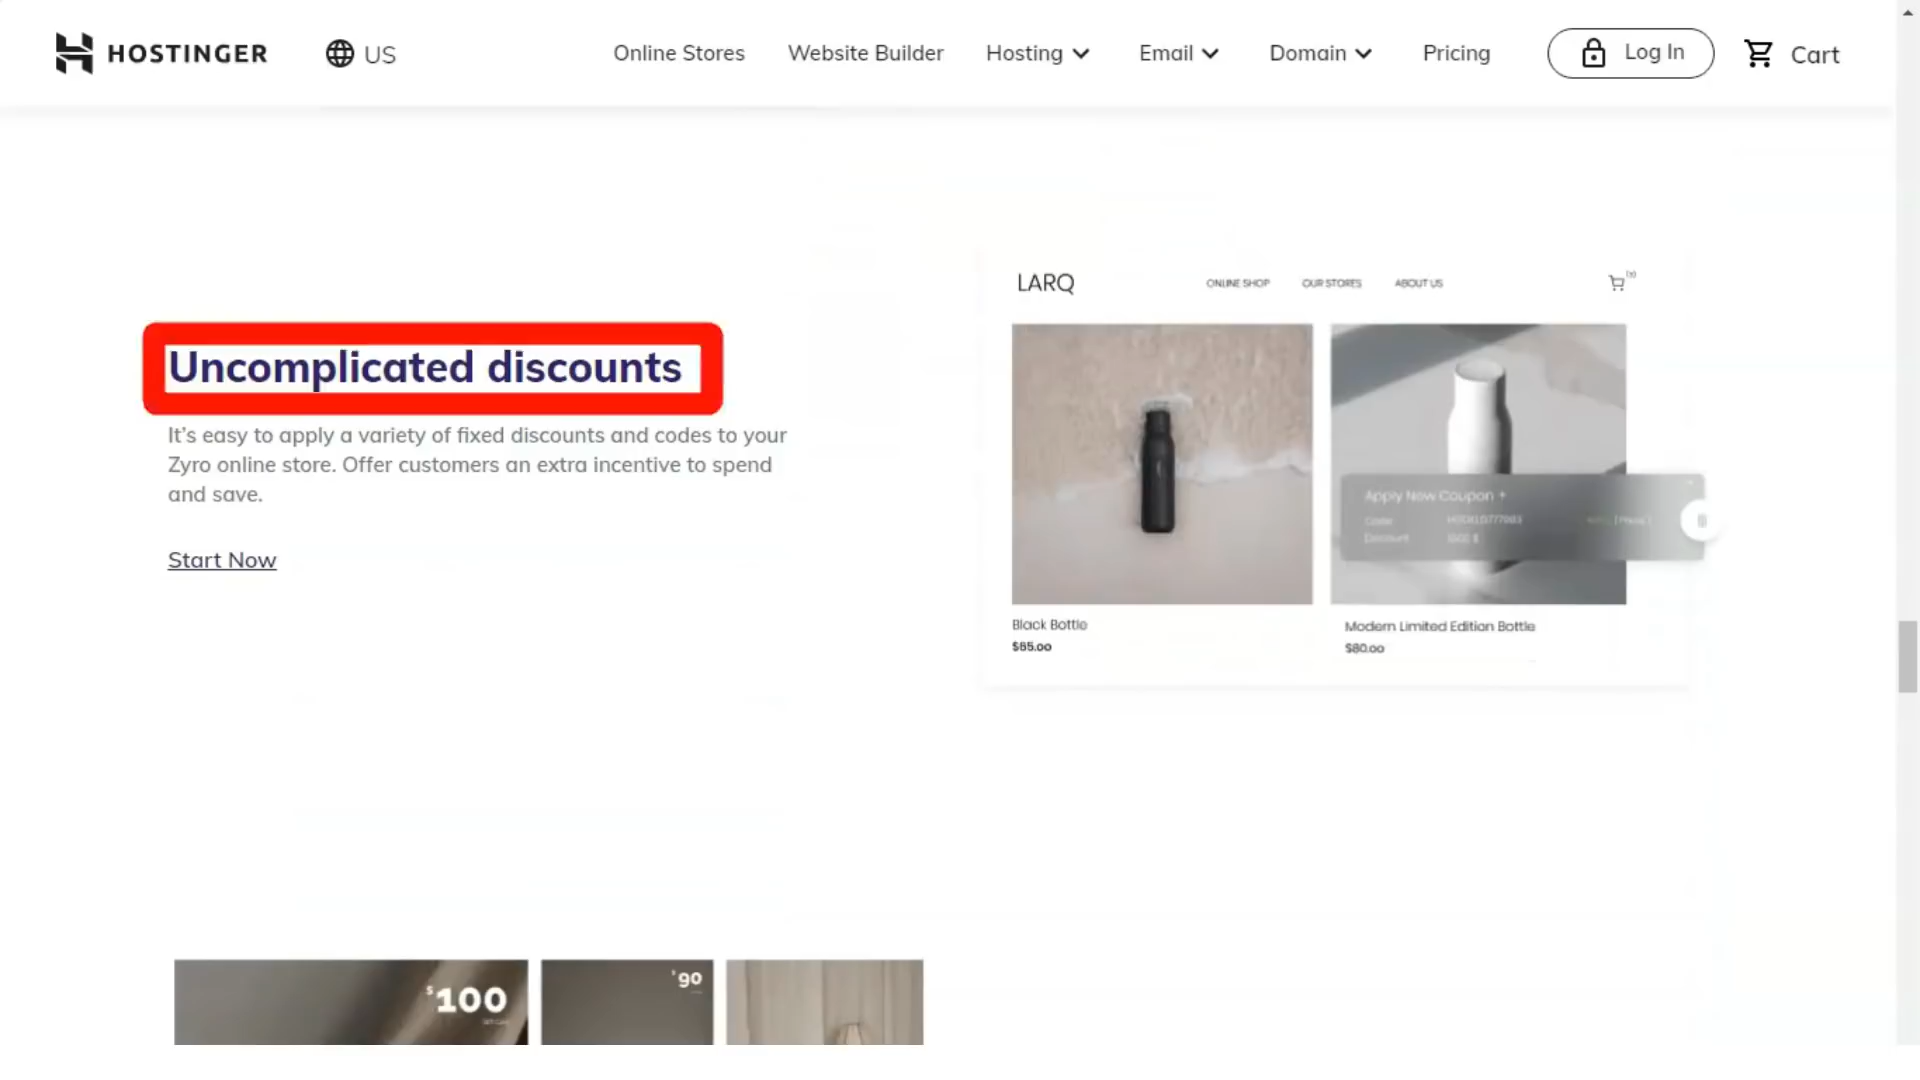 HOSTINGER US Online Stores Website Builder Hosting Email Domain Pricing Log In Cart
LARQ ONLINE SHOP OUR STORES ABOUT US
Uncomplicated discounts
It's easy to apply a variety of fixed discounts and codes to your
Zyro online store. Offer customers an extra incentive to spend
and save.
Start Now
Apply New Coupon +
Code
Discount
Black Bottle
$65.00
Modern Limited Edition Bottle
$80.00
$100
$90